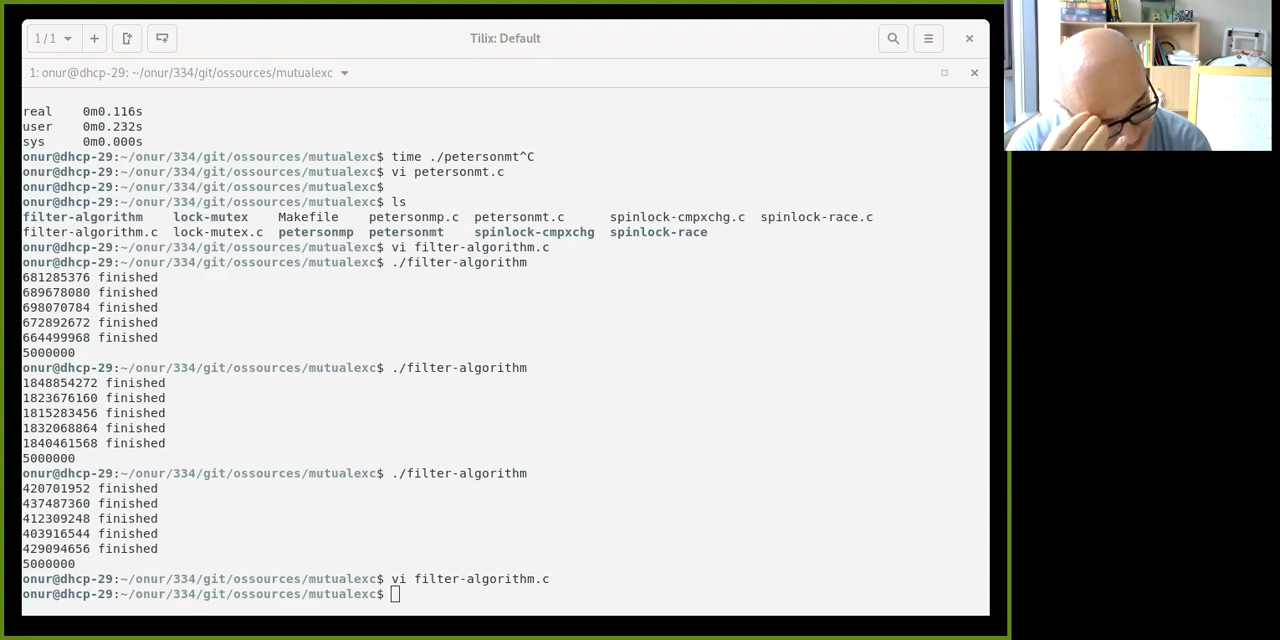 1 / 1
Tilix: Default
1: onur@dhcp-29: ~/onur/334/git/ossources/mutualexc
real    0m0.116s
user    0m0.232s
sys     0m0.000s
onur@dhcp-29:~/onur/334/git/ossources/mutualexc$ time ./petersonmt^C
onur@dhcp-29:~/onur/334/git/ossources/mutualexc$ vi petersonmt.c
onur@dhcp-29:~/onur/334/git/ossources/mutualexc$
onur@dhcp-29:~/onur/334/git/ossources/mutualexc$ ls
filter-algorithm    lock-mutex    Makefile    petersonmp.c  petersonmt.c      spinlock-cmpxchg.c  spinlock-race.c
filter-algorithm.c  lock-mutex.c  petersonmp  petersonmt    spinlock-cmpxchg  spinlock-race
onur@dhcp-29:~/onur/334/git/ossources/mutualexc$ vi filter-algorithm.c
onur@dhcp-29:~/onur/334/git/ossources/mutualexc$ ./filter-algorithm
681285376 finished
689678080 finished
698070784 finished
672892672 finished
664499968 finished
5000000
onur@dhcp-29:~/onur/334/git/ossources/mutualexc$ ./filter-algorithm
1848854272 finished
1823676160 finished
1815283456 finished
1832068864 finished
1840461568 finished
5000000
onur@dhcp-29:~/onur/334/git/ossources/mutualexc$ ./filter-algorithm
420701952 finished
437487360 finished
412309248 finished
403916544 finished
429094656 finished
5000000
onur@dhcp-29:~/onur/334/git/ossources/mutualexc$ vi filter-algorithm.c
onur@dhcp-29:~/onur/334/git/ossources/mutualexc$